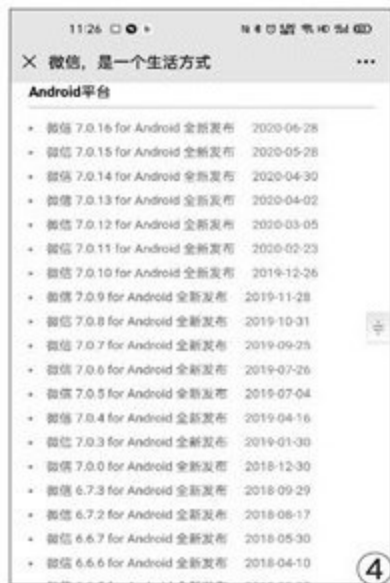 11:26
微信，是一个生活方式
Android平台
微信 7.0.16 for Android 全新发布 2020-06-28
微信 7.0.15 for Android 全新发布 2020-05-28
微信 7.0.14 for Android 全新发布 2020-04-30
微信 7.0.13 for Android 全新发布 2020-04-02
微信 7.0.12 for Android 全新发布 2020-03-05
微信 7.0.11 for Android 全新发布 2020-02-23
微信 7.0.10 for Android 全新发布 2019-12-26
微信 7.0.9 for Android 全新发布 2019-11-28
微信 7.0.8 for Android 全新发布 2019-10-31
微信 7.0.7 for Android 全新发布 2019-09-25
微信 7.0.6 for Android 全新发布 2019-07-26
微信 7.0.5 for Android 全新发布 2019-07-04
微信 7.0.4 for Android 全新发布 2019-04-16
微信 7.0.3 for Android 全新发布 2019-01-30
微信 7.0.0 for Android 全新发布 2018-12-30
微信 6.7.3 for Android 全新发布 2018-09-29
微信 6.7.2 for Android 全新发布 2018-08-17
微信 6.6.7 for Android 全新发布 2018-05-30
微信 6.6.6 for Android 全新发布 2018-04-10
④